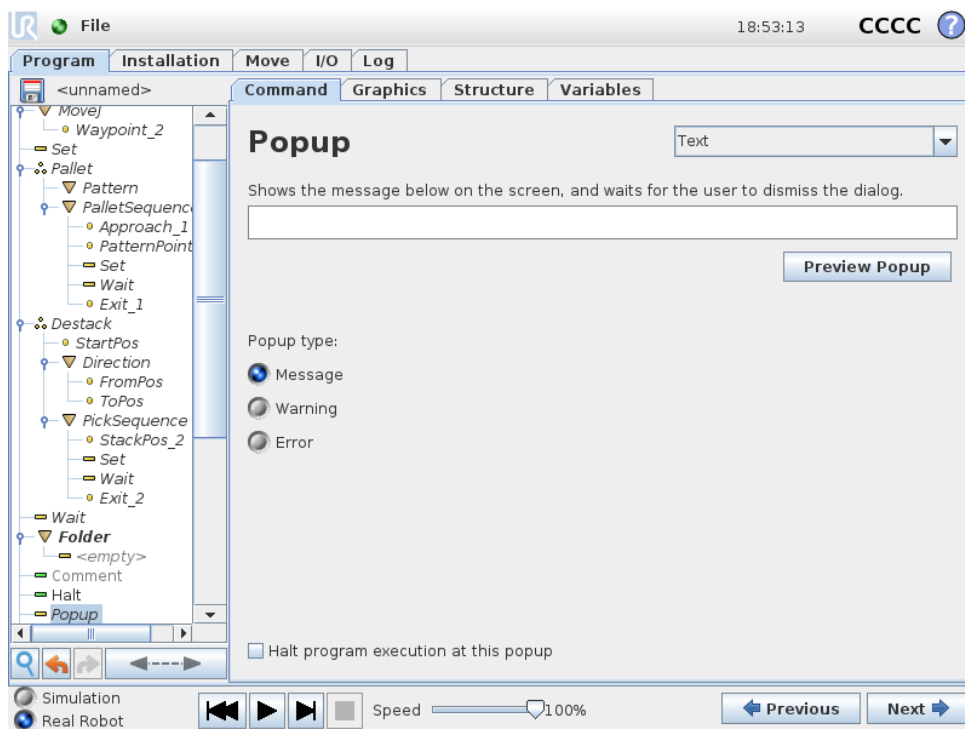 UR File 18:53:13 CCCC ?
Program Installation Move I/O Log
<unnamed>
Command Graphics Structure Variables
MoveJ
Waypoint_2
Set
Pallet
Pattern
PalletSequenc
Approach_1
PatternPoint
Set
Wait
Exit_1
Destack
StartPos
Direction
FromPos
ToPos
PickSequence
StackPos_2
Set
Wait
Exit_2
Wait
Folder
<empty>
Comment
Halt
Popup
Popup
Text
Shows the message below on the screen, and waits for the user to dismiss the dialog.
Preview Popup
Popup type:
Message
Warning
Error
Halt program execution at this popup
Simulation
Real Robot
Speed 100%
Previous Next